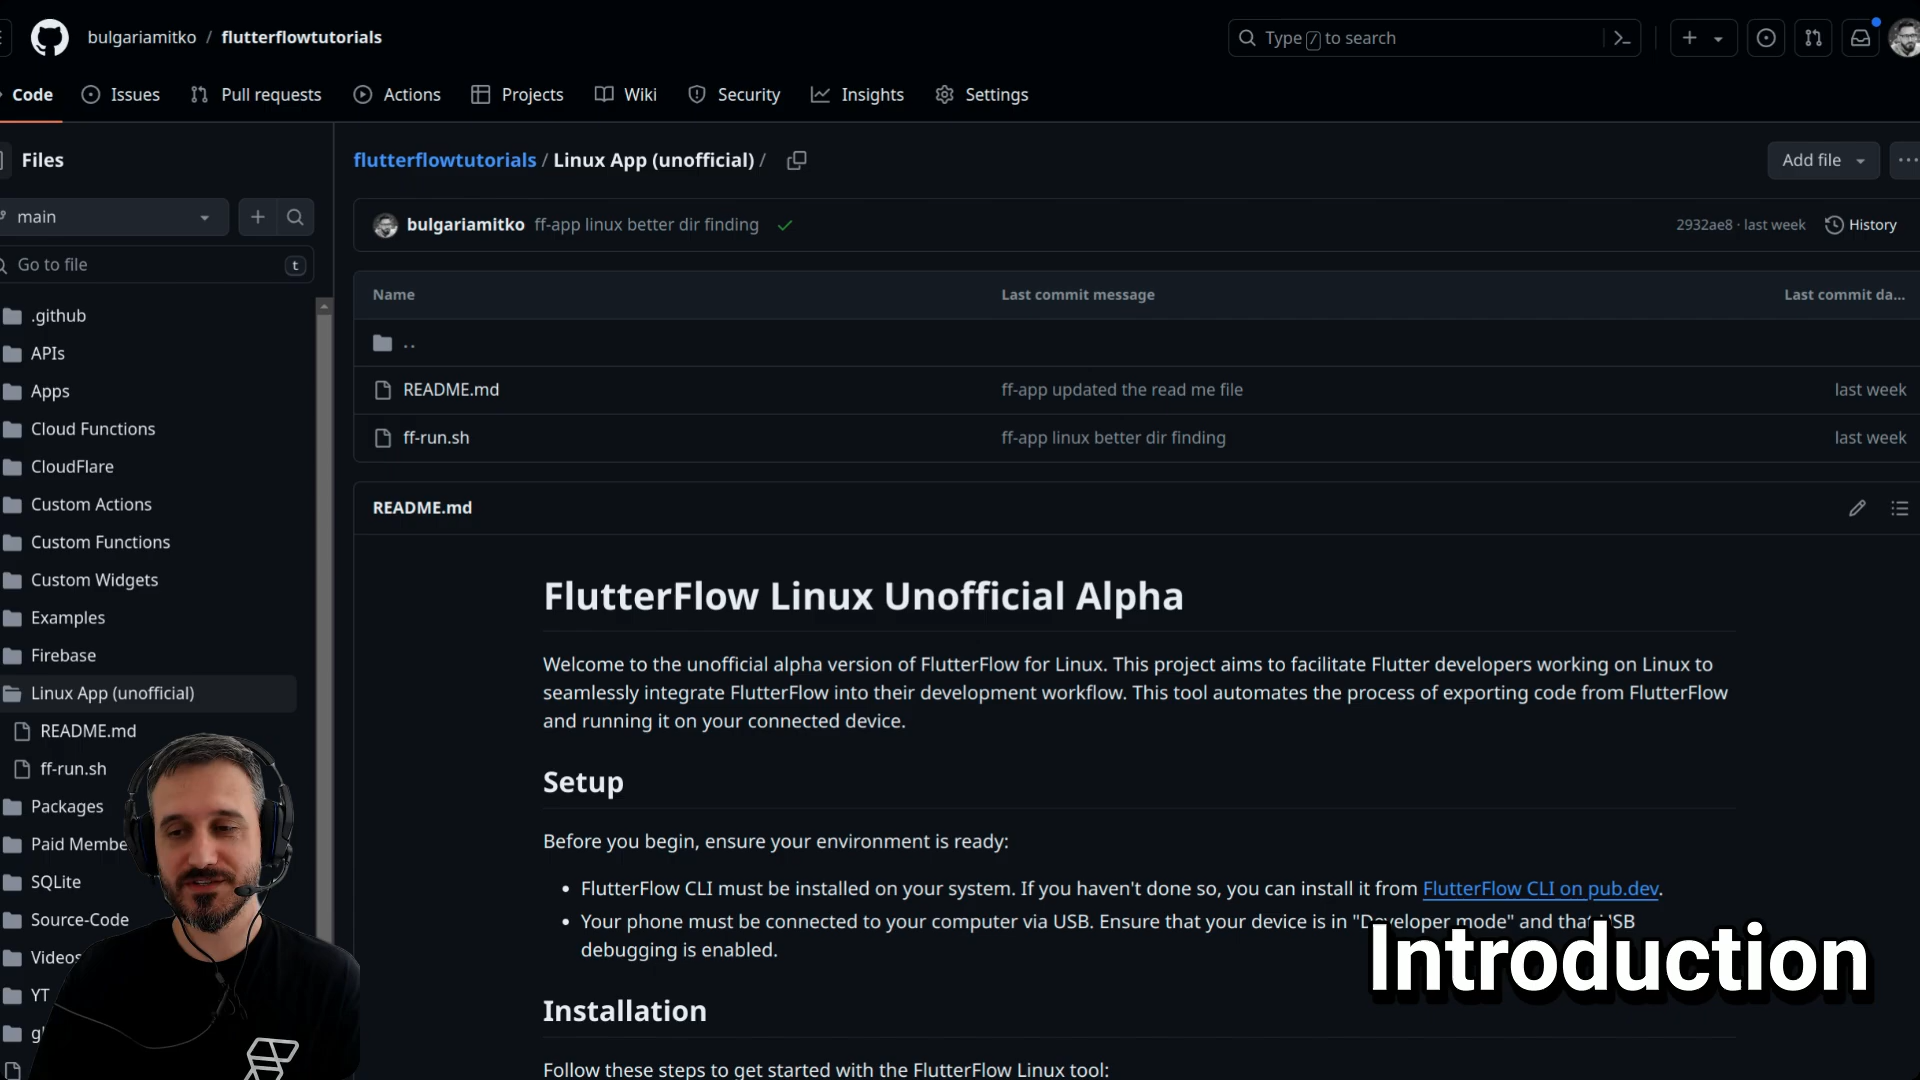 bulgariamitko / flutterflowtutorials
Type / to search
Code Issues Pull requests Actions Projects Wiki Security Insights Settings
Files
main
Go to file
t
.github
APIs
Apps
Cloud Functions
CloudFlare
Custom Actions
Custom Functions
Custom Widgets
Examples
Firebase
Linux App (unofficial)
README.md
ff-run.sh
Packages
Paid Membe
SQLite
Source-Code
Videos
YT
flutterflowtutorials / Linux App (unofficial) /
Add file
bulgariamitko ff-app linux better dir finding
2932ae8 · last week
History
Name Last commit message Last commit da...
..
README.md ff-app updated the read me file last week
ff-run.sh ff-app linux better dir finding last week
README.md
FlutterFlow Linux Unofficial Alpha
Welcome to the unofficial alpha version of FlutterFlow for Linux. This project aims to facilitate Flutter developers working on Linux to
seamlessly integrate FlutterFlow into their development workflow. This tool automates the process of exporting code from FlutterFlow
and running it on your connected device.
Setup
Before you begin, ensure your environment is ready:
• FlutterFlow CLI must be installed on your system. If you haven't done so, you can install it from FlutterFlow CLI on pub.dev.
• Your phone must be connected to your computer via USB. Ensure that your device is in "Developer mode" and that USB
debugging is enabled.
Introduction
Installation
Follow these steps to get started with the FlutterFlow Linux tool: